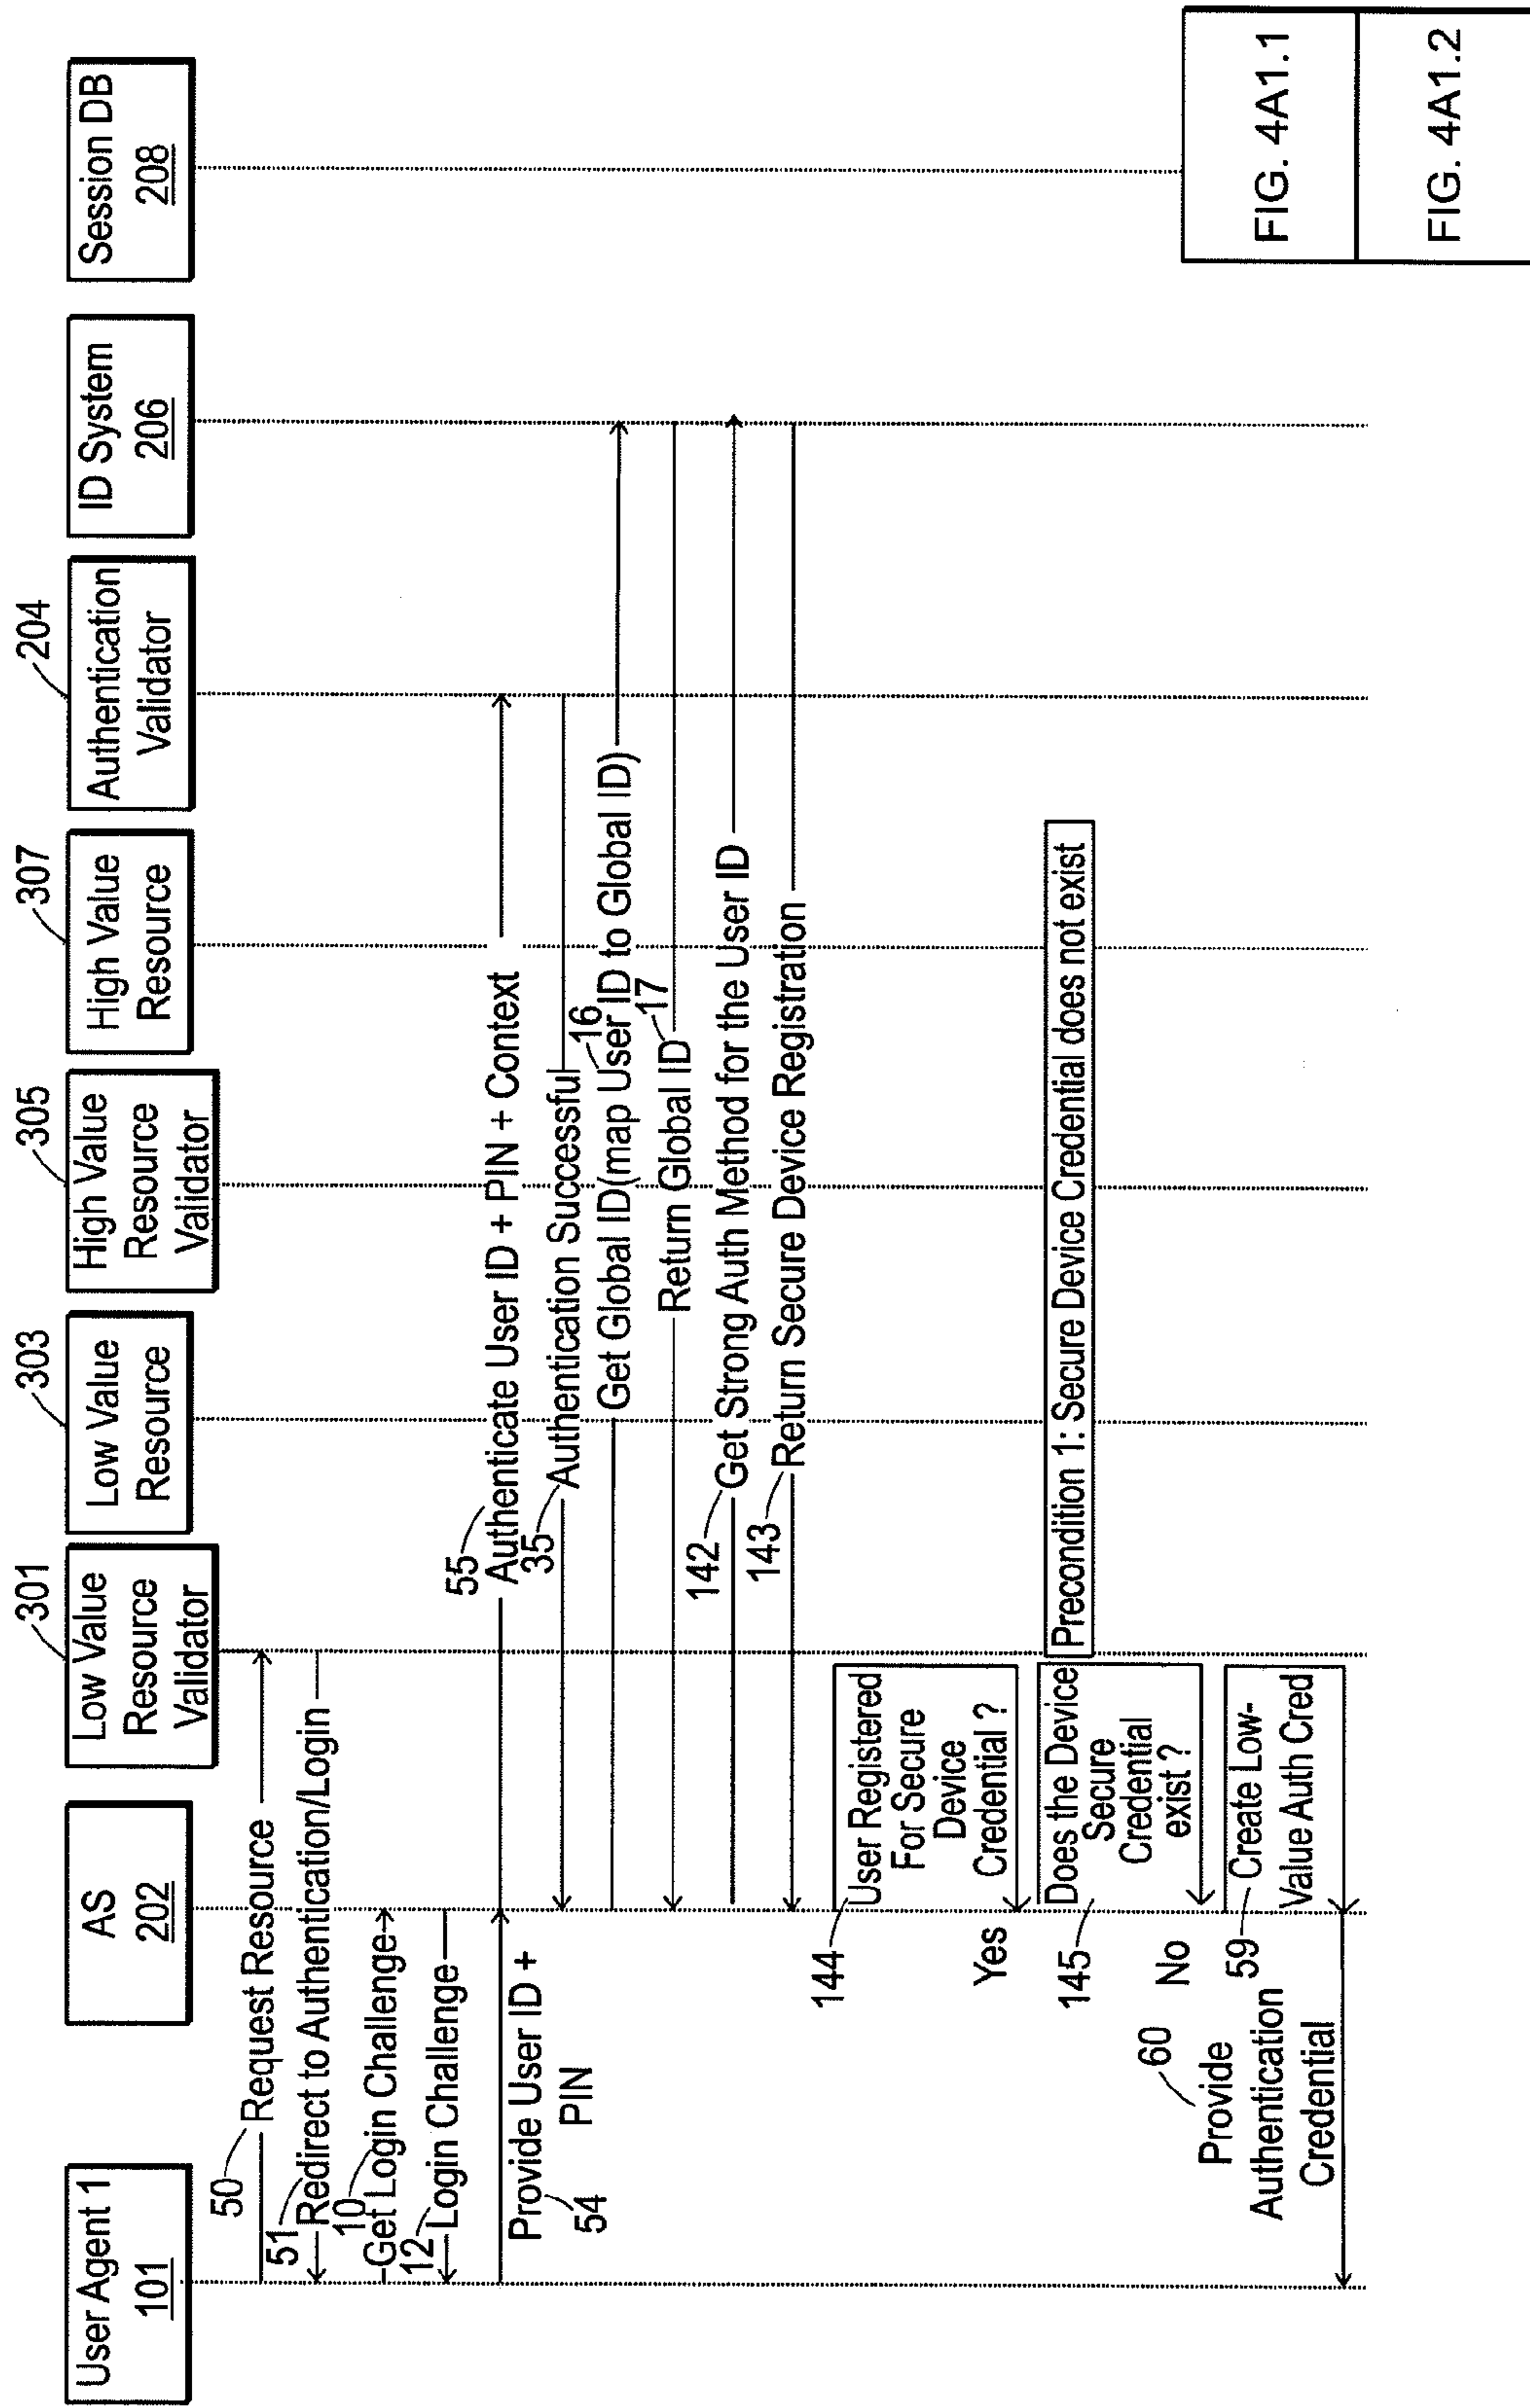 User Agent 1
101
AS
202
301
Low Value
Resource
Validator
303
Low Value
Resource
305
High Value
Resource
Validator
307
High Value
Resource
204
Authentication
Validator
ID System
206
Session DB
208
50
Request Resource
51
Redirect to Authentication/Login
10
Get Login Challenge
12
Login Challenge
Provide User ID +
PIN
54
55
Authenticate User ID + PIN + Context
35
Authentication Successful
16
Get Global ID(map User ID to Global ID)
17
Return Global ID
142
Get Strong Auth Method for the User ID
143
Return Secure Device Registration
144
User Registered
For Secure
Device
Credential ?
Yes
145
Does the Device
Secure
Credential
exist ?
No
Precondition 1: Secure Device Credential does not exist
59
Create Low-
Value Auth Cred
60
Provide
Authentication
Credential
FIG. 4A1.1
FIG. 4A1.2